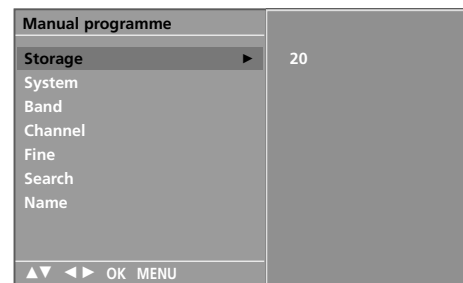 Manual programme
Storage ► 20
System
Band
Channel
Fine
Search
Name
▲▼ ◄► OK MENU